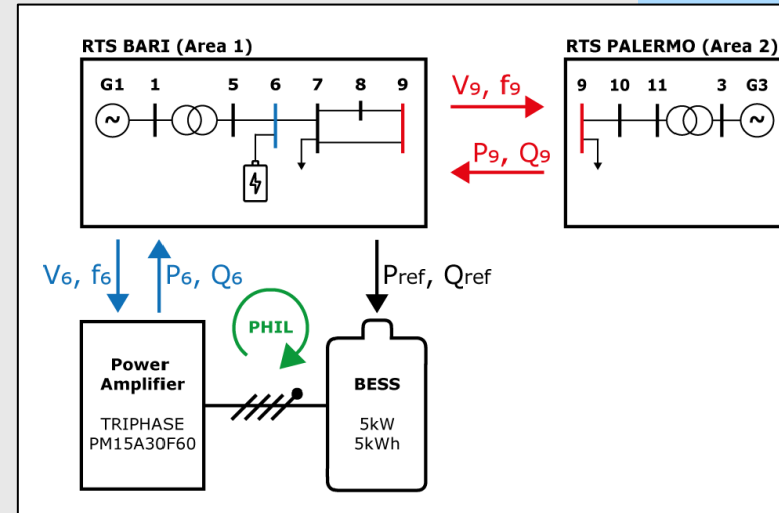 RTS BARI (Area 1)
RTS PALERMO (Area 2)
G1 1 5 6 7 8 9
V9, f9
P9, Q9
9 10 11 3 G3
~
~
V6, f6
P6, Q6
Pref, Qref
PHIL
Power
Amplifier
TRIPHASE
PM15A30F60
BESS
5kW
5kWh